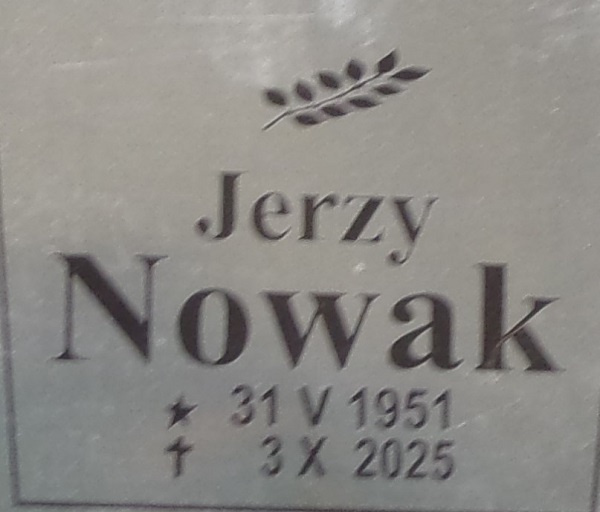 Jerzy
Nowak
★ 31 V 1951
✝ 3 X 2025